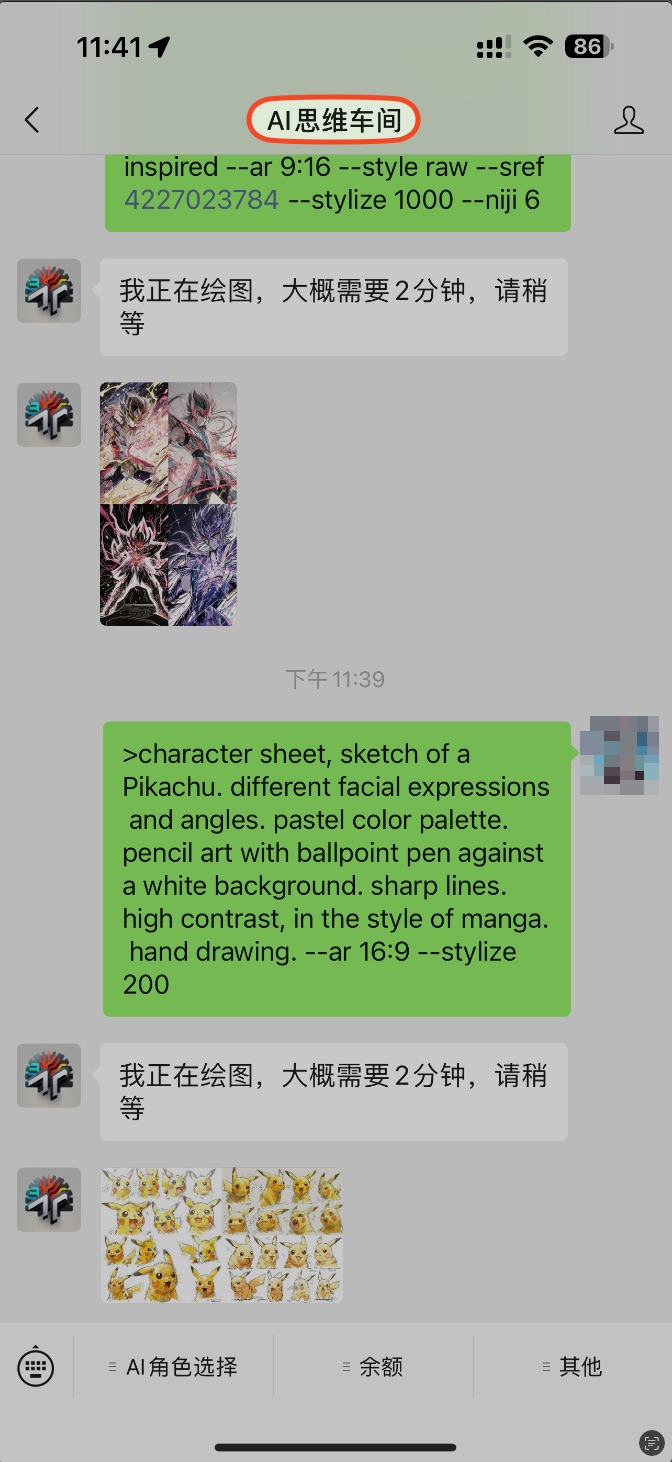 11:41
86
AI思维车间
inspired --ar 9:16 --style raw --sref
4227023784 --stylize 1000 --niji 6
我正在绘图，大概需要2分钟，请稍
等
下午11:39
>character sheet, sketch of a
Pikachu. different facial expressions
and angles. pastel color palette.
pencil art with ballpoint pen against
a white background. sharp lines.
high contrast, in the style of manga.
hand drawing. --ar 16:9 --stylize
200
我正在绘图，大概需要2分钟，请稍
等
AI角色选择
余额
其他